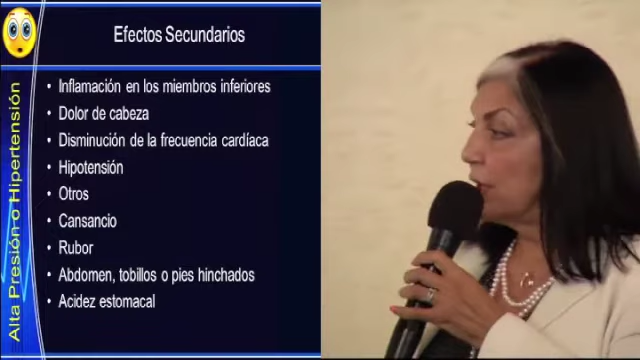 Efectos Secundarios
Alta Presión o Hipertensión
• Inflamación en los miembros inferiores
• Dolor de cabeza
• Disminución de la frecuencia cardíaca
• Hipotensión
• Otros
• Cansancio
• Rubor
• Abdomen, tobillos o pies hinchados
• Acidez estomacal